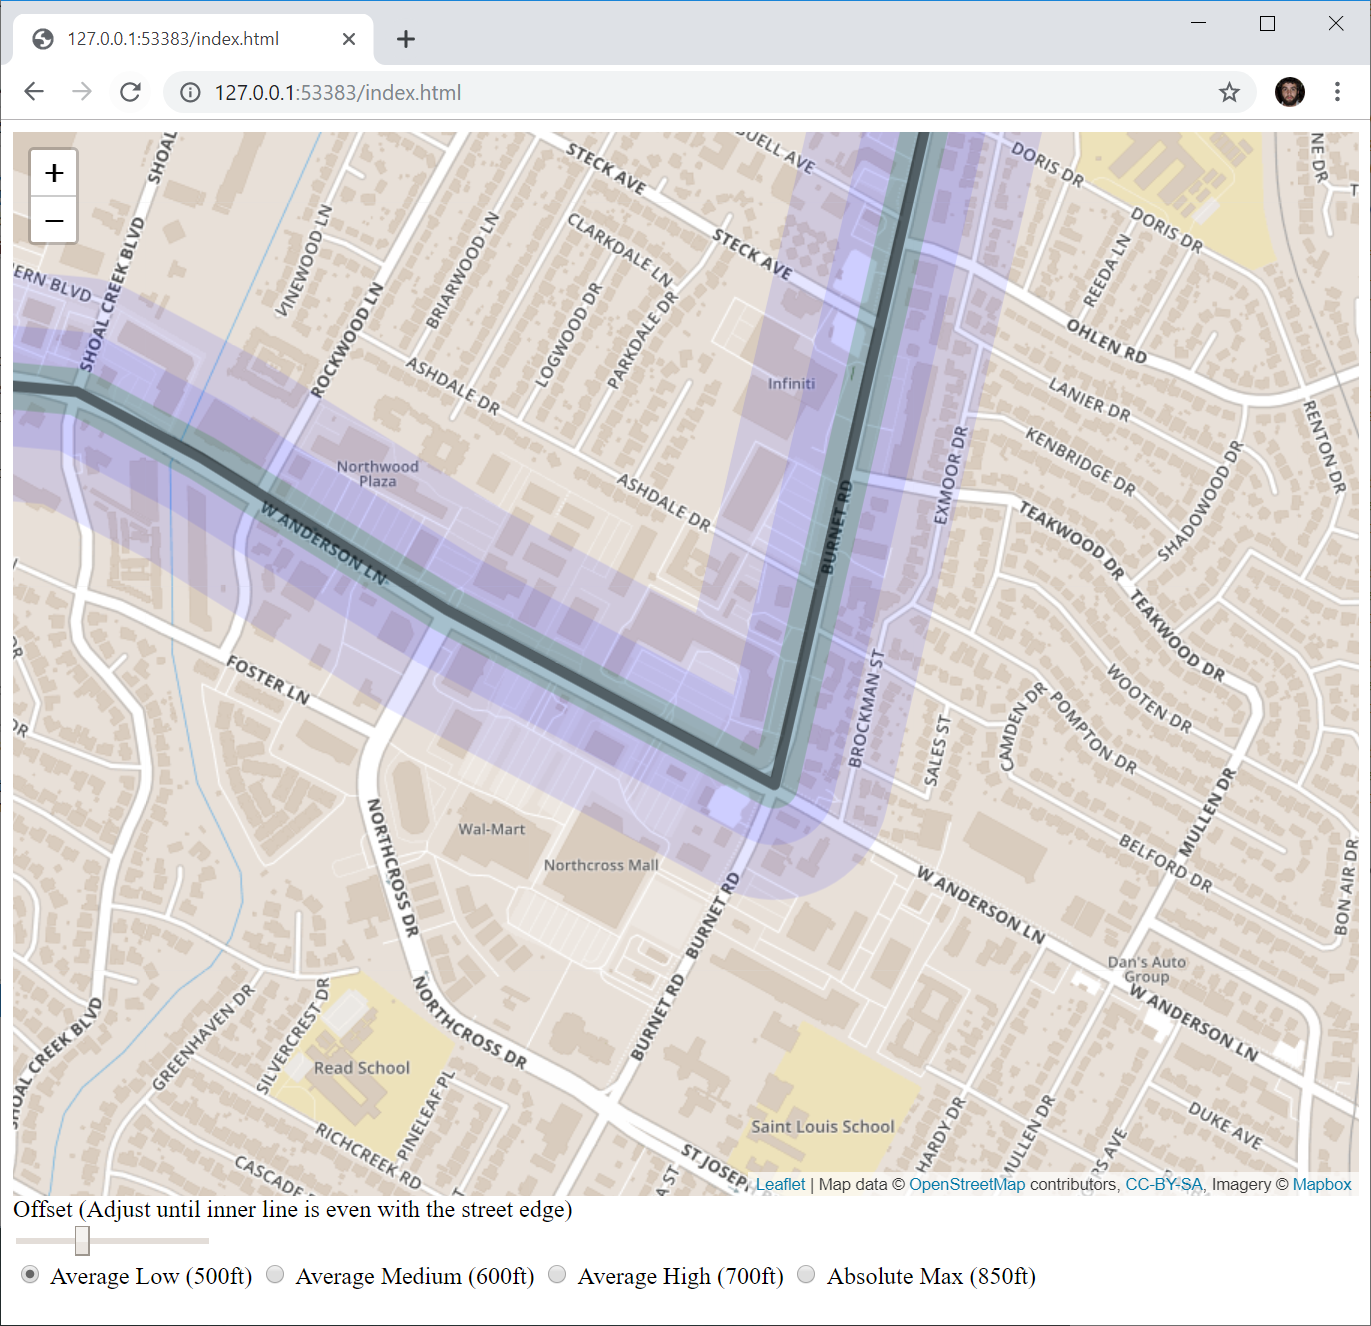 127.0.0.1:53383/index.html
127.0.0.1:53383/index.html
+
−
SHOAL
STECK AVE
DORIS DR
NE DR
SHOAL CREEK BLVD
VINEWOOD LN
BRIARWOOD LN
CLARKDALE LN
STECK AVE
DORIS DR
REEDA LN
ERN BLVD
ROCKWOOD LN
LOGWOOD DR
PARKDALE DR
OHLEN RD
ASHDALE DR
Infiniti
LANIER DR
RENTON DR
Northwood
Plaza
ASHDALE DR
EXMOOR DR
KENBRIDGE DR
SHADOWOOD DR
W ANDERSON LN
BURNET RD
TEAKWOOD DR
TEAKWOOD DR
FOSTER LN
BROCKMAN ST
SALES ST
CAMDEN DR
POMPTON DR
WOOTEN DR
MULLEN DR
NORTHCROSS DR
Wal-Mart
Northcross Mall
BURNET RD
W ANDERSON LN
BELFORD DR
BON AIR DR
Dan's Auto
Group
W ANDERSON LN
SHOAL CREEK BLVD
GREENHAVEN DR
SILVERCREST DR
NORTHCROSS DR
BURNET RD
Read School
PINELEAF PL
RICHCREEK RD
CASCADE
Saint Louis School
HARDY DR
MULLEN DR
DUKE AVE
ST JOSEP
Leaflet | Map data © OpenStreetMap contributors, CC-BY-SA, Imagery © Mapbox
Offset (Adjust until inner line is even with the street edge)
Average Low (500ft) Average Medium (600ft) Average High (700ft) Absolute Max (850ft)